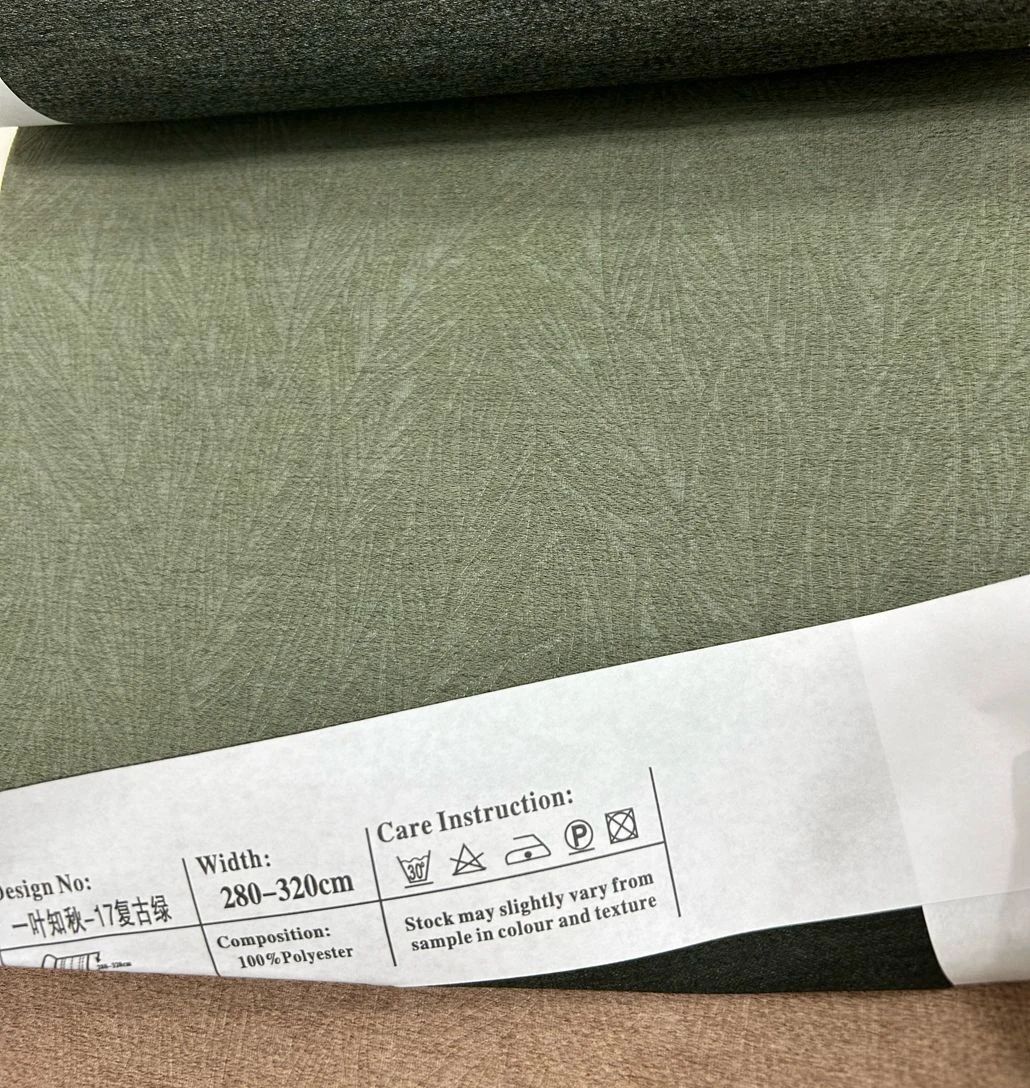 Design No:
一叶知秋-17复古绿
Width:
280-320cm
Composition:
100%Polyester
Care Instruction:
30°
P
Stock may slightly vary from
sample in colour and texture